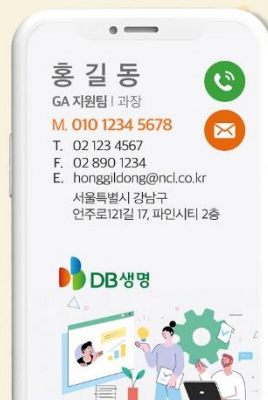 홍길동
GA 지원팀 | 과장
M. 010 1234 5678
T. 02 123 4567
F. 02 890 1234
E. honggildong@ncl.co.kr
서울특별시 강남구
언주로121길 17, 파인시티 2층
DB생명